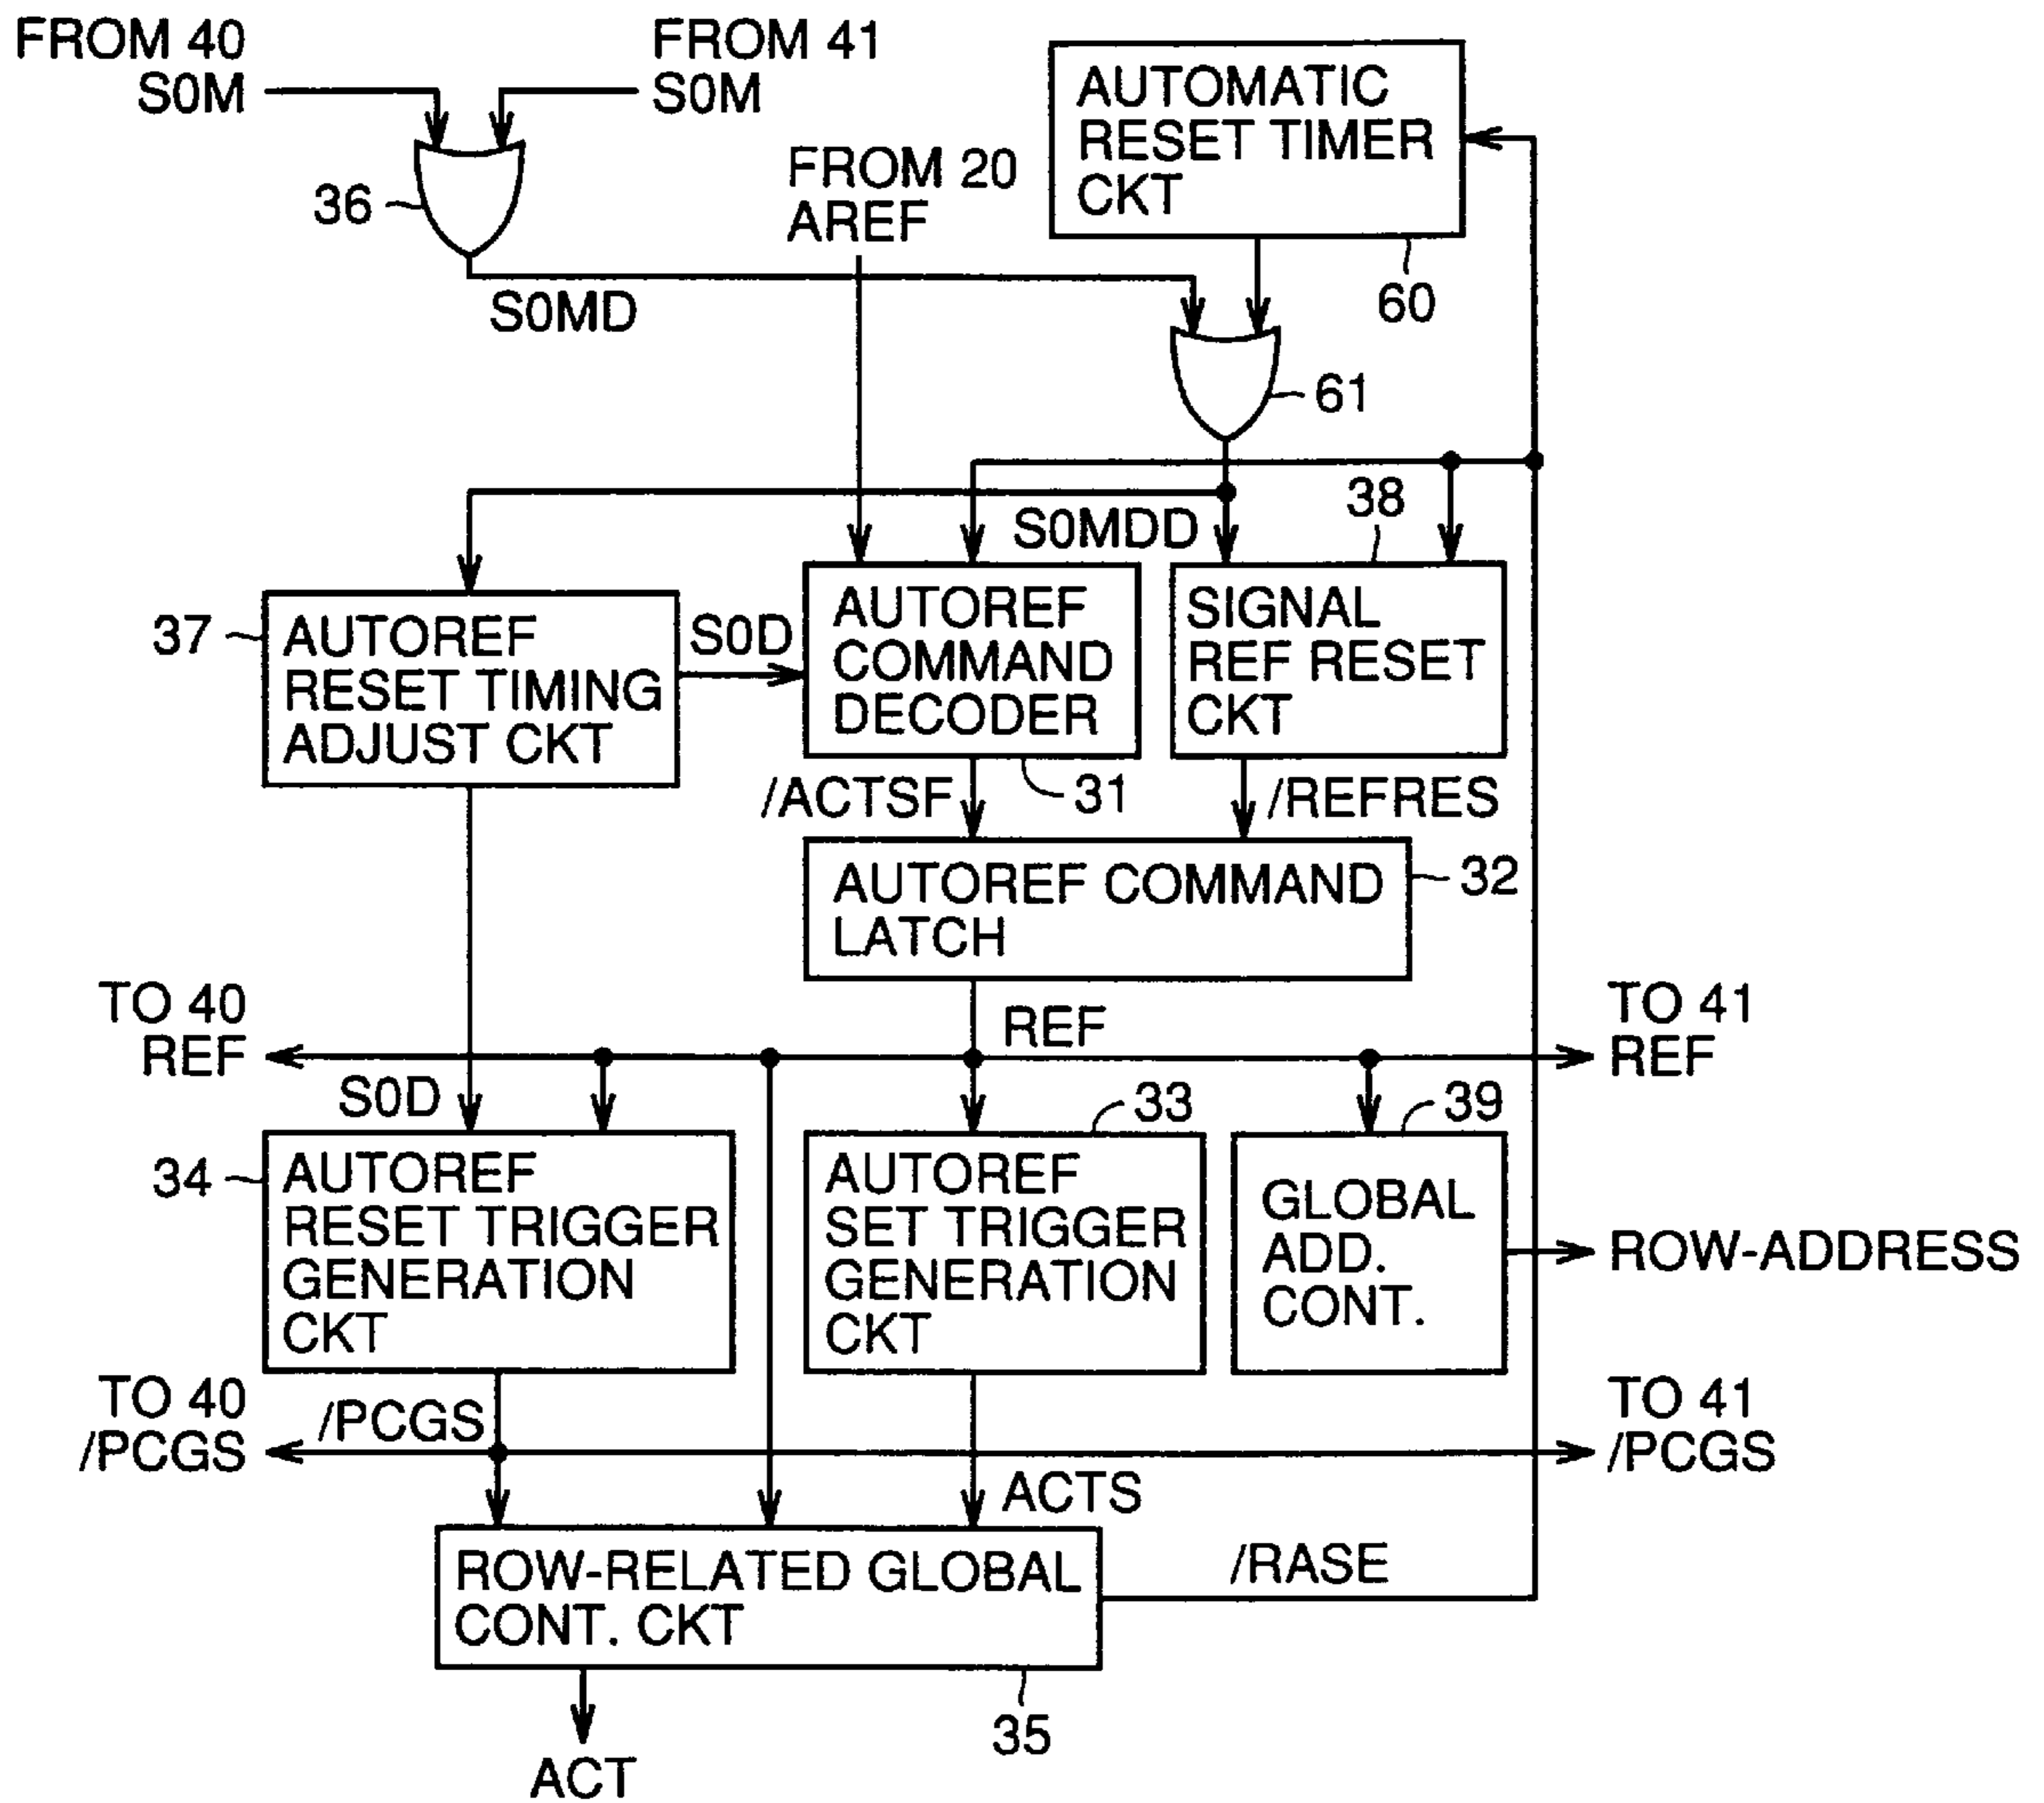 FROM 40
S0M
FROM 41
S0M
AUTOMATIC
RESET TIMER
CKT
36
FROM 20
AREF
60
S0MD
61
38
S0MDD
37
AUTOREF
RESET TIMING
ADJUST CKT
S0D
AUTOREF
COMMAND
DECODER
SIGNAL
REF RESET
CKT
/ACTSF
31
/REFRES
AUTOREF COMMAND
LATCH
32
TO 40
REF
REF
TO 41
REF
S0D
33
39
34
AUTOREF
RESET TRIGGER
GENERATION
CKT
AUTOREF
SET TRIGGER
GENERATION
CKT
GLOBAL
ADD.
CONT.
ROW-ADDRESS
TO 40
/PCGS
/PCGS
TO 41
/PCGS
ACTS
ROW-RELATED GLOBAL
CONT. CKT
/RASE
35
ACT